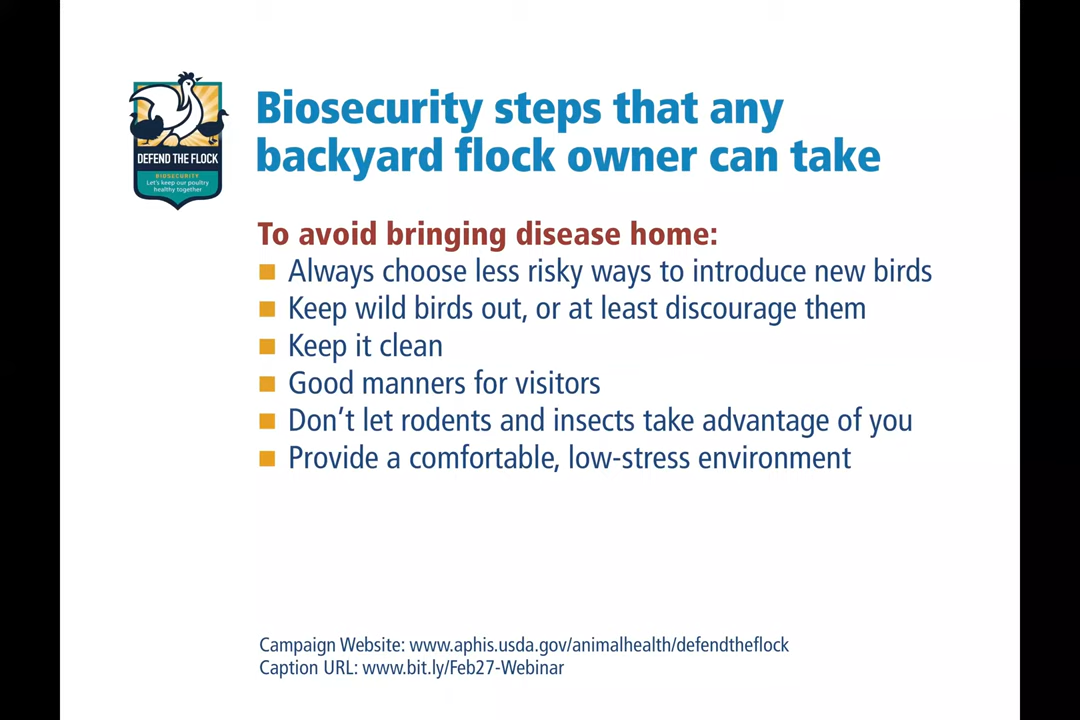 DEFEND THE FLOCK
BIOSECURITY
Let's keep our poultry
healthy together
Biosecurity steps that any
backyard flock owner can take
To avoid bringing disease home:
Always choose less risky ways to introduce new birds
Keep wild birds out, or at least discourage them
Keep it clean
Good manners for visitors
Don't let rodents and insects take advantage of you
Provide a comfortable, low-stress environment
Campaign Website: www.aphis.usda.gov/animalhealth/defendtheflock
Caption URL: www.bit.ly/Feb27-Webinar